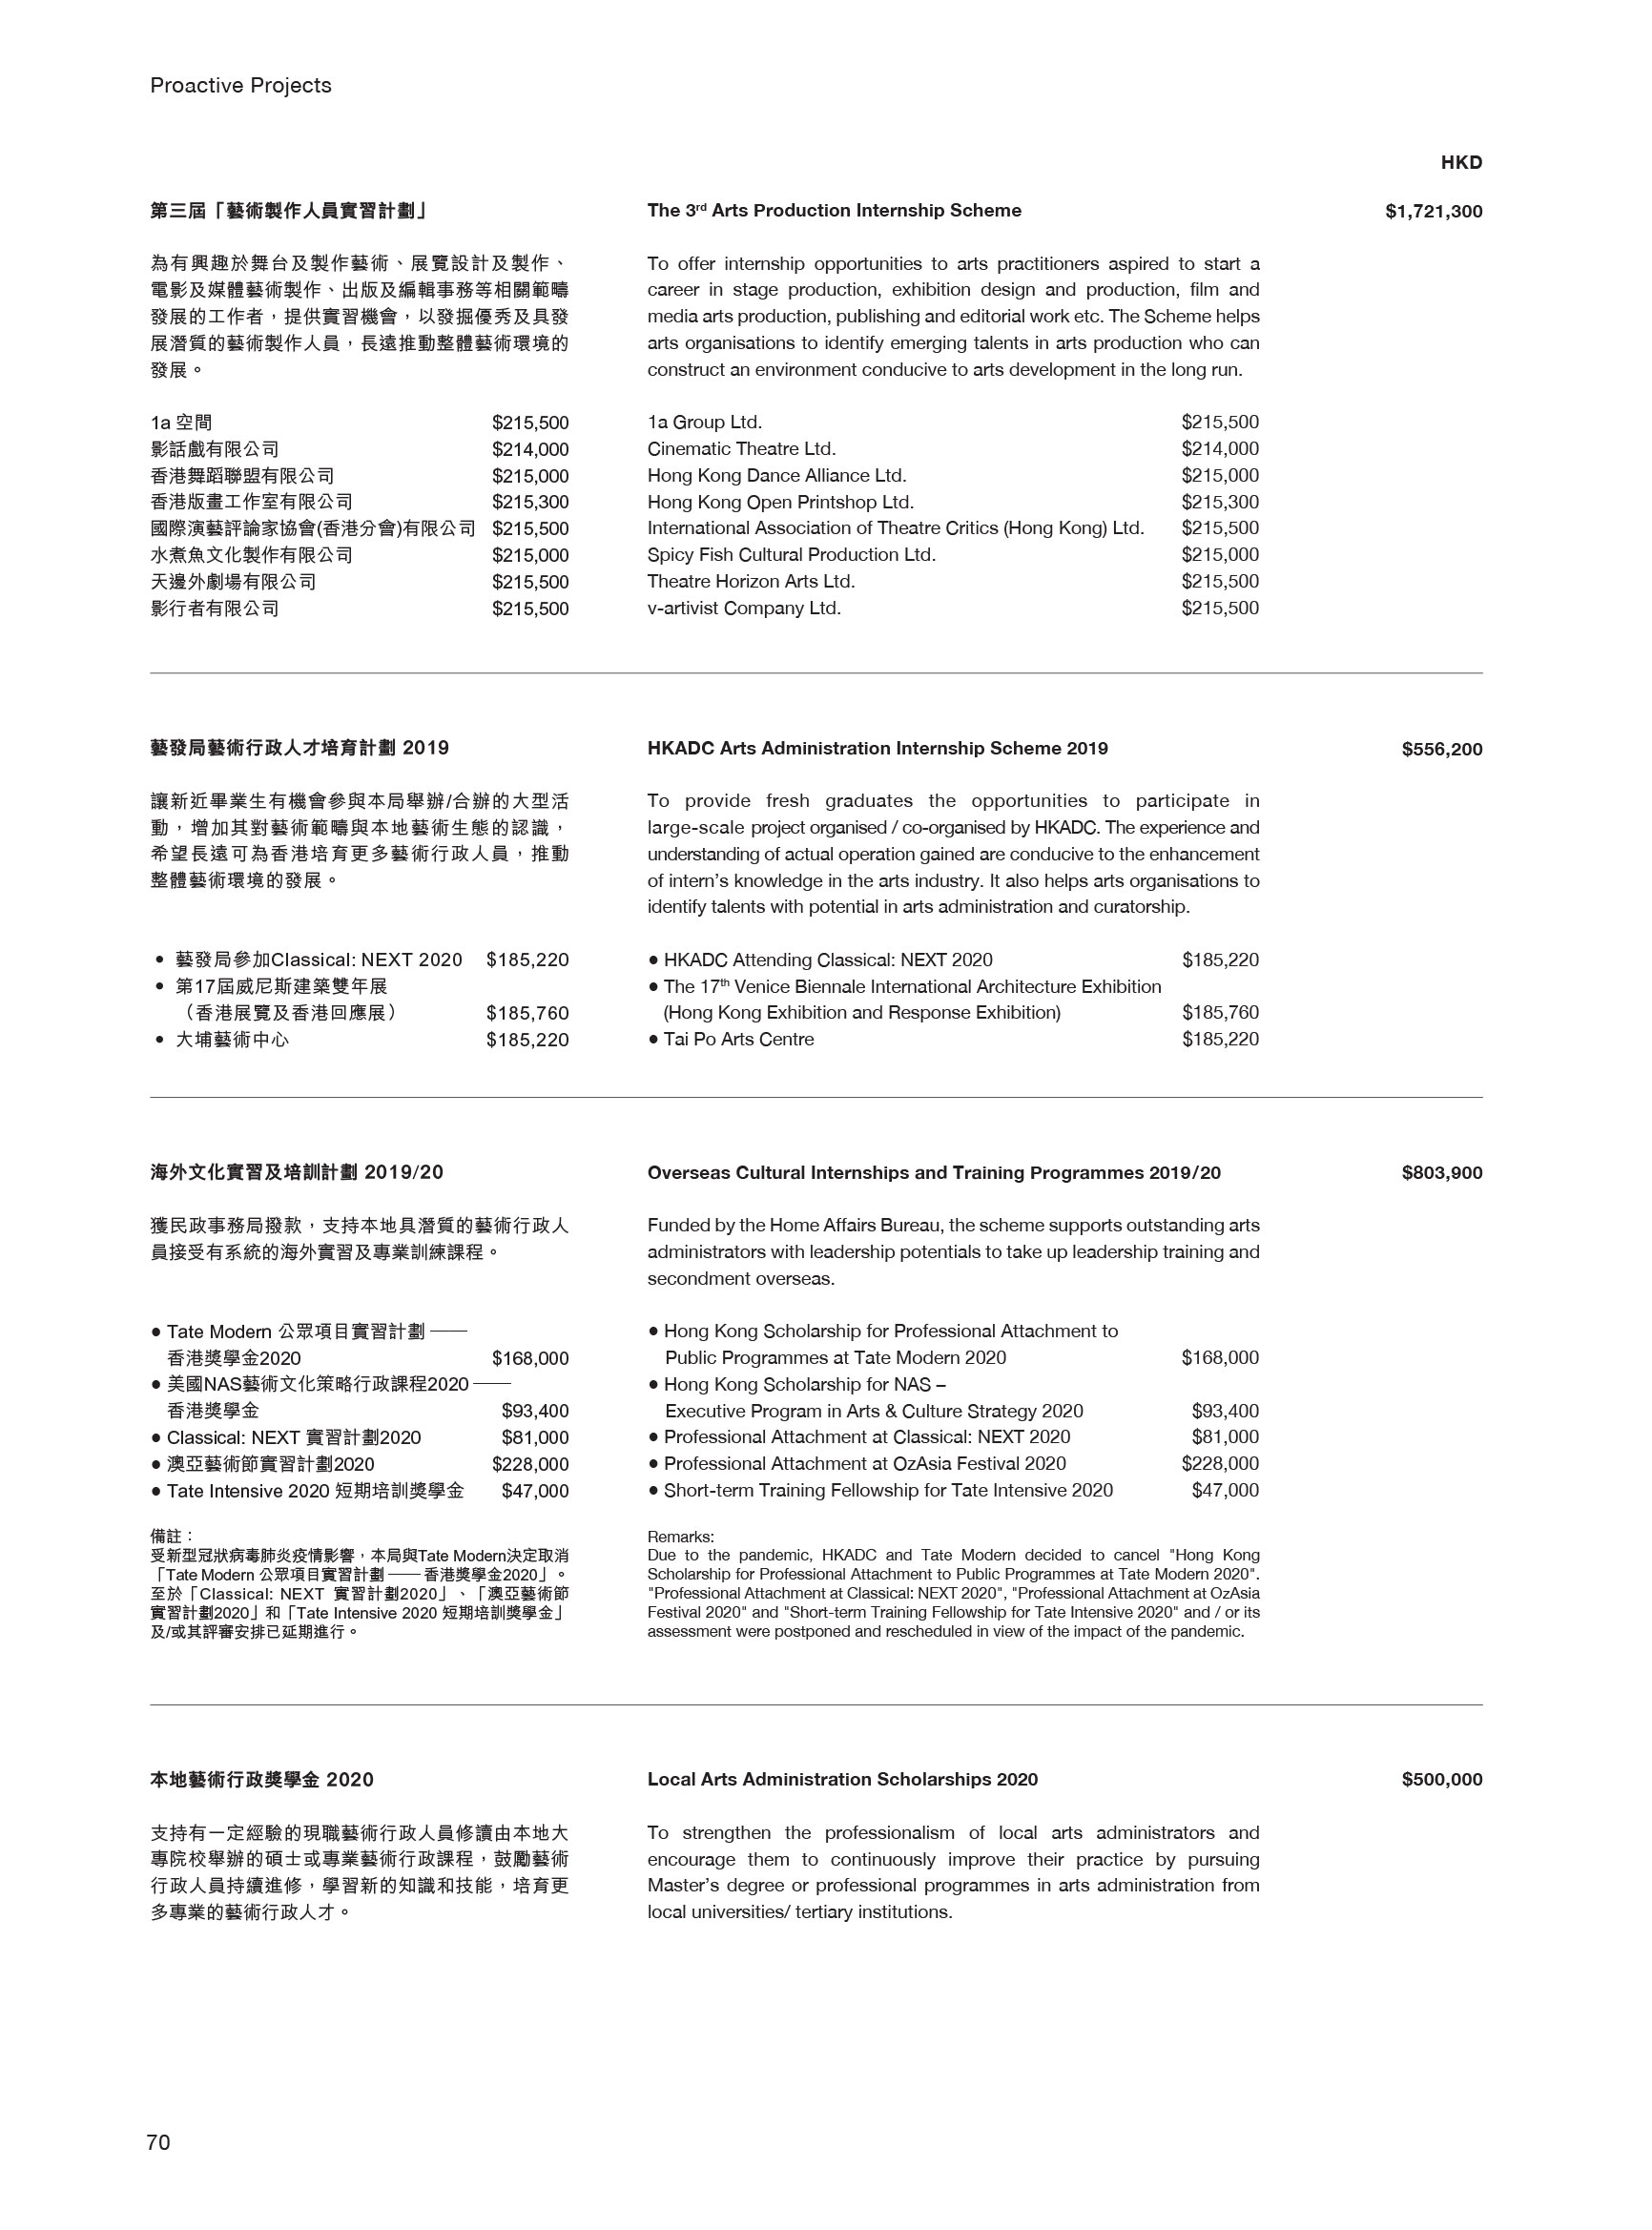 Proactive Projects
HKD
第三屆「藝術製作人員實習計劃」
為有興趣於舞台及製作藝術、展覽設計及製作、
電影及媒體藝術製作、出版及編輯事務等相關範疇
發展的工作者，提供實習機會，以發掘優秀及具發
展潛質的藝術製作人員，長遠推動整體藝術環境的
發展。
1a 空間 $215,500
影話戲有限公司 $214,000
香港舞蹈聯盟有限公司 $215,000
香港版畫工作室有限公司 $215,300
國際演藝評論家協會(香港分會)有限公司 $215,500
水煮魚文化製作有限公司 $215,000
天邊外劇場有限公司 $215,500
影行者有限公司 $215,500
The 3rd Arts Production Internship Scheme $1,721,300
To offer internship opportunities to arts practitioners aspired to start a
career in stage production, exhibition design and production, film and
media arts production, publishing and editorial work etc. The Scheme helps
arts organisations to identify emerging talents in arts production who can
construct an environment conducive to arts development in the long run.
1a Group Ltd. $215,500
Cinematic Theatre Ltd. $214,000
Hong Kong Dance Alliance Ltd. $215,000
Hong Kong Open Printshop Ltd. $215,300
International Association of Theatre Critics (Hong Kong) Ltd. $215,500
Spicy Fish Cultural Production Ltd. $215,000
Theatre Horizon Arts Ltd. $215,500
v-artivist Company Ltd. $215,500
藝發局藝術行政人才培育計劃 2019
讓新近畢業生有機會參與本局舉辦/合辦的大型活
動，增加其對藝術範疇與本地藝術生態的認識，
希望長遠可為香港培育更多藝術行政人員，推動
整體藝術環境的發展。
• 藝發局參加Classical: NEXT 2020 $185,220
• 第17屆威尼斯建築雙年展
（香港展覽及香港回應展） $185,760
• 大埔藝術中心 $185,220
HKADC Arts Administration Internship Scheme 2019 $556,200
To provide fresh graduates the opportunities to participate in
large-scale project organised / co-organised by HKADC. The experience and
understanding of actual operation gained are conducive to the enhancement
of intern’s knowledge in the arts industry. It also helps arts organisations to
identify talents with potential in arts administration and curatorship.
● HKADC Attending Classical: NEXT 2020 $185,220
● The 17th Venice Biennale International Architecture Exhibition
(Hong Kong Exhibition and Response Exhibition) $185,760
● Tai Po Arts Centre $185,220
海外文化實習及培訓計劃 2019/20
獲民政事務局撥款，支持本地具潛質的藝術行政人
員接受有系統的海外實習及專業訓練課程。
● Tate Modern 公眾項目實習計劃 ——
香港獎學金2020 $168,000
● 美國NAS藝術文化策略行政課程2020 ——
香港獎學金 $93,400
● Classical: NEXT 實習計劃2020 $81,000
● 澳亞藝術節實習計劃2020 $228,000
● Tate Intensive 2020 短期培訓獎學金 $47,000
備註：
受新型冠狀病毒肺炎疫情影響，本局與Tate Modern決定取消
「Tate Modern 公眾項目實習計劃 —— 香港獎學金2020」。
至於「Classical: NEXT 實習計劃2020」、「澳亞藝術節
實習計劃2020」和「Tate Intensive 2020 短期培訓獎學金」
及/或其評審安排已延期進行。
Overseas Cultural Internships and Training Programmes 2019/20 $803,900
Funded by the Home Affairs Bureau, the scheme supports outstanding arts
administrators with leadership potentials to take up leadership training and
secondment overseas.
● Hong Kong Scholarship for Professional Attachment to
Public Programmes at Tate Modern 2020 $168,000
● Hong Kong Scholarship for NAS –
Executive Program in Arts & Culture Strategy 2020 $93,400
● Professional Attachment at Classical: NEXT 2020 $81,000
● Professional Attachment at OzAsia Festival 2020 $228,000
● Short-term Training Fellowship for Tate Intensive 2020 $47,000
Remarks:
Due to the pandemic, HKADC and Tate Modern decided to cancel "Hong Kong
Scholarship for Professional Attachment to Public Programmes at Tate Modern 2020".
"Professional Attachment at Classical: NEXT 2020", "Professional Attachment at OzAsia
Festival 2020" and "Short-term Training Fellowship for Tate Intensive 2020" and / or its
assessment were postponed and rescheduled in view of the impact of the pandemic.
本地藝術行政獎學金 2020
支持有一定經驗的現職藝術行政人員修讀由本地大
專院校舉辦的碩士或專業藝術行政課程，鼓勵藝術
行政人員持續進修，學習新的知識和技能，培育更
多專業的藝術行政人才。
Local Arts Administration Scholarships 2020 $500,000
To strengthen the professionalism of local arts administrators and
encourage them to continuously improve their practice by pursuing
Master’s degree or professional programmes in arts administration from
local universities/ tertiary institutions.
70